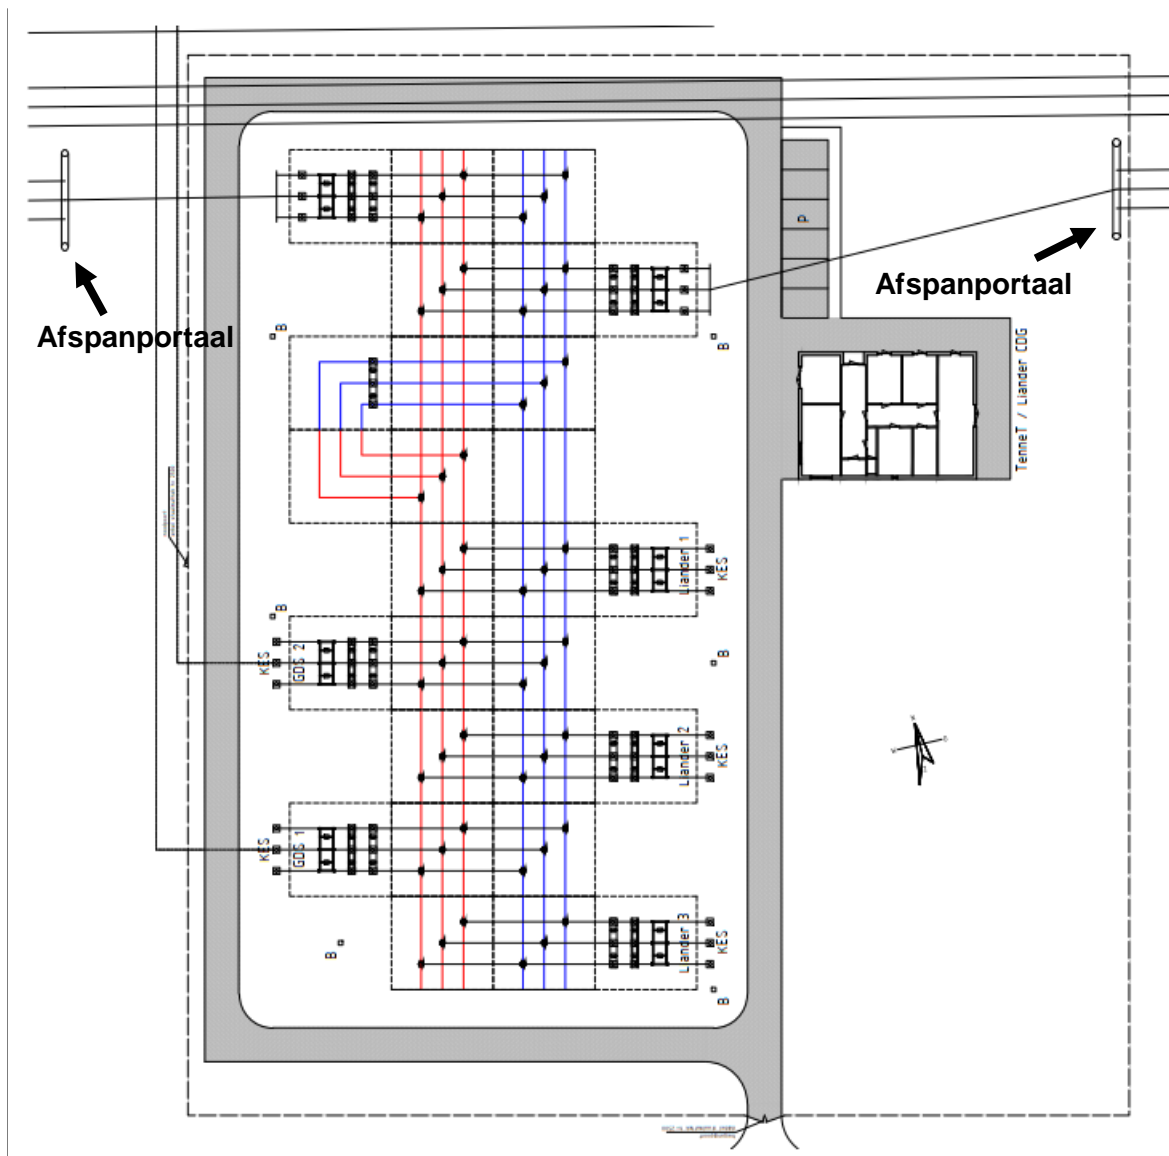 P
Afspanportaal
Afspanportaal
B
B
TenneT / Liander CDG
Liander 1
KES
B
KES
GDS 2
B
Liander 2
KES
KES
GDS 1
Liander 3
KES
B
B